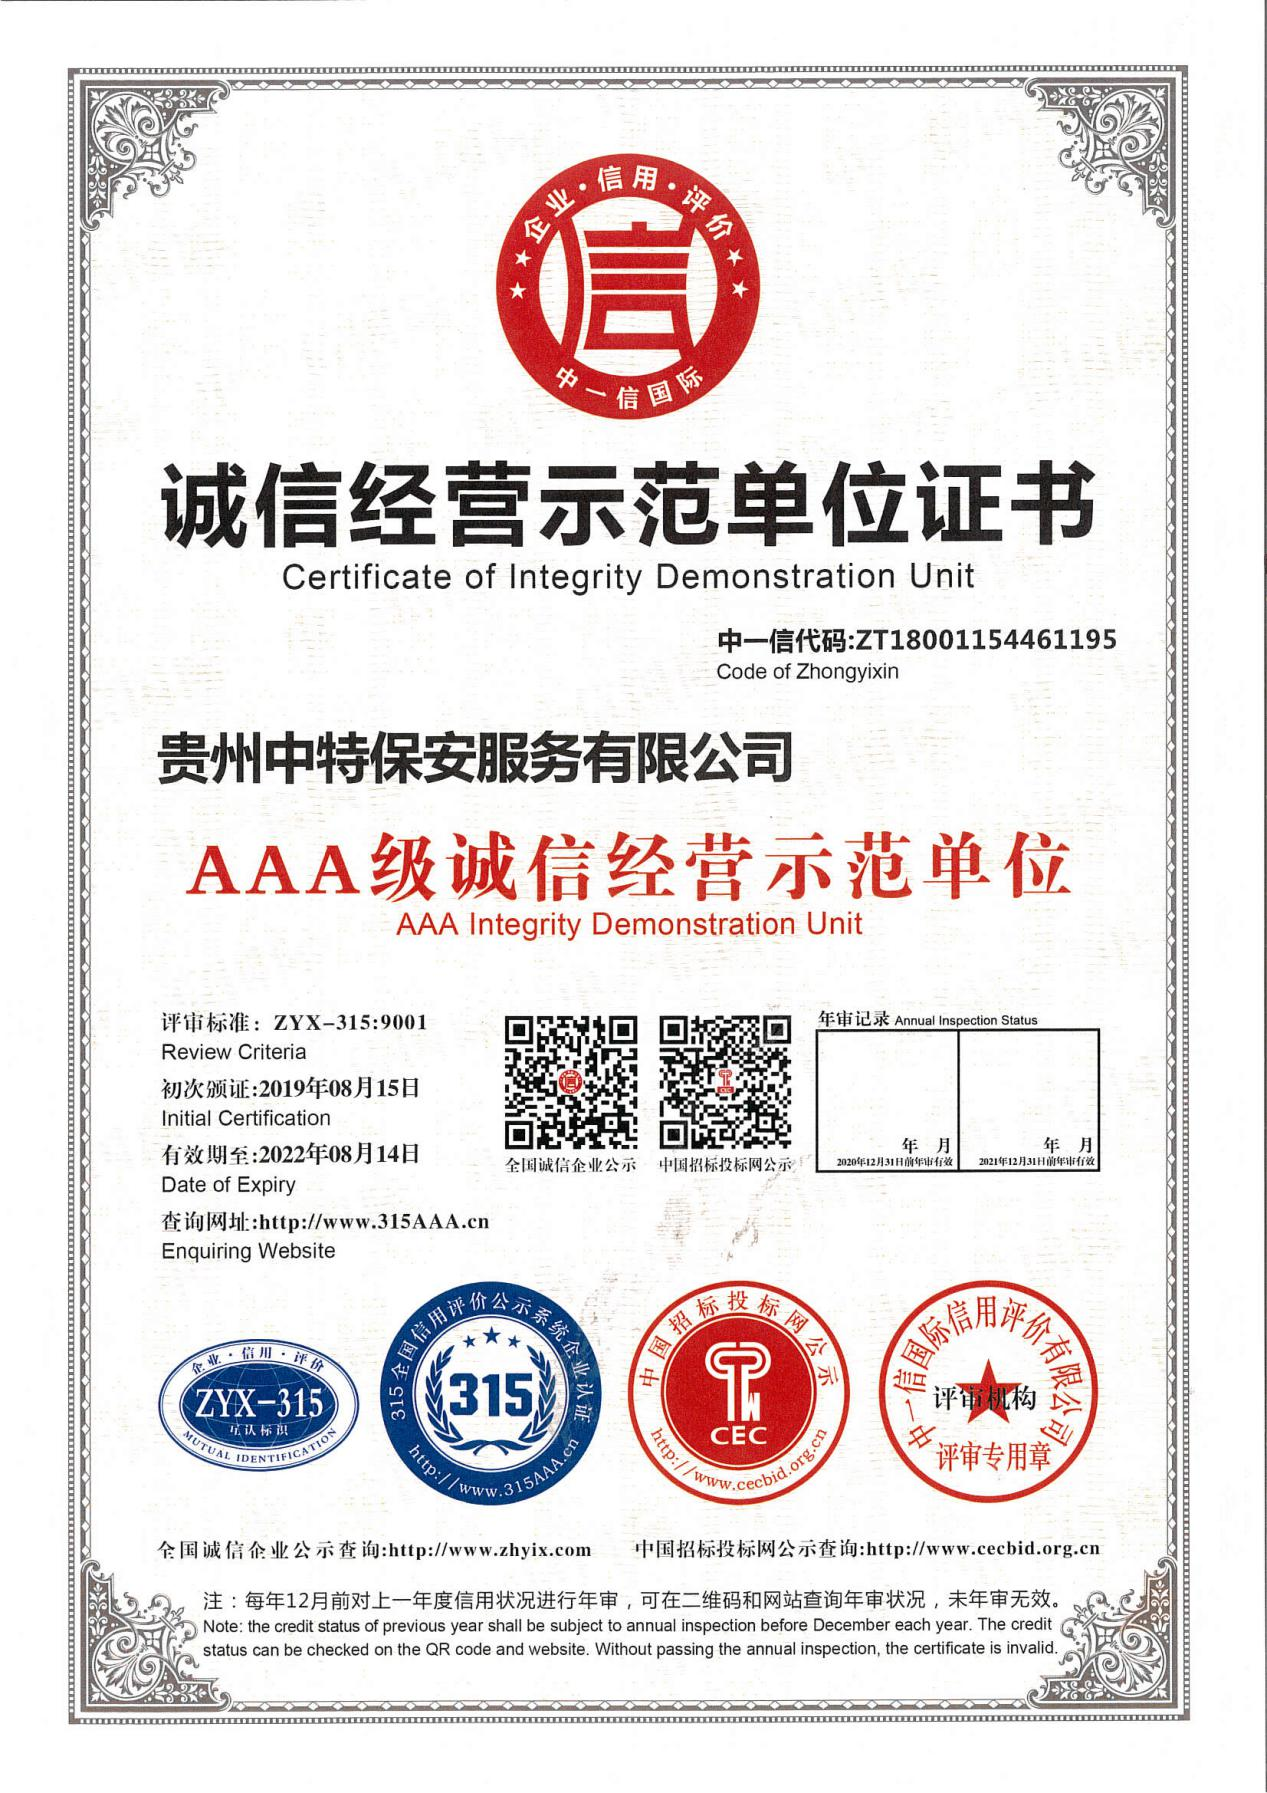 企业·信用·评价
信
中一信国际
诚信经营示范单位证书
Certificate of Integrity Demonstration Unit
中一信代码:ZT18001154461195
Code of Zhongyixin
贵州中特保安服务有限公司
AAA级诚信经营示范单位
AAA Integrity Demonstration Unit
评审标准：ZYX-315:9001
Review Criteria
初次颁证:2019年08月15日
Initial Certification
有效期至:2022年08月14日
Date of Expiry
查询网址:http://www.315AAA.cn
Enquiring Website
全国诚信企业公示
中国招标投标网公示
年审记录 Annual Inspection Status
年 月
2020年12月31日前年审有效
年 月
2021年12月31日前年审有效
企业·信用·评价
ZYX-315
互认标识
MUTUAL IDENTIFICATION
315全国信用评价公示系统企业认证
315
http://www.315AAA.cn
中国招标投标网公示
CEC
http://www.cecbid.org.cn
中一信国际信用评价有限公司
评审机构
评审专用章
全国诚信企业公示查询:http://www.zhyix.com
中国招标投标网公示查询:http://www.cecbid.org.cn
注：每年12月前对上一年度信用状况进行年审，可在二维码和网站查询年审状况，未年审无效。
Note: the credit status of previous year shall be subject to annual inspection before December each year. The credit
status can be checked on the QR code and website. Without passing the annual inspection, the certificate is invalid.